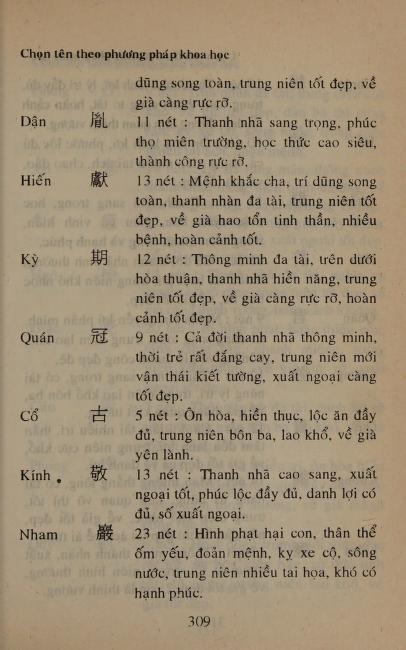 Chọn tên theo phương pháp khoa học
dũng song toàn, trung niên tốt đẹp, về
già càng rực rỡ.
Dận 胤 11 nét : Thanh nhã sang trọng, phúc
thọ miên trường, học thức cao siêu,
thành công rực rỡ.
Hiến 獻 13 nét : Mệnh khắc cha, trí dũng song
toàn, thanh nhàn đa tài, trung niên tốt
đẹp, về già hao tổn tinh thần, nhiều
bệnh, hoàn cảnh tốt.
Kỳ 期 12 nét : Thông minh đa tài, trên dưới
hòa thuận, thanh nhã hiền năng, trung
niên tốt đẹp, về già càng rực rỡ, hoàn
cảnh tốt đẹp.
Quán 冠 9 nét : Cả đời thanh nhã thông minh,
thời trẻ rất đắng cay, trung niên mới
vận thái kiết tường, xuất ngoại càng
tốt đẹp.
Cổ 古 5 nét : Ôn hòa, hiền thục, lộc ăn đầy
đủ, trung niên bôn ba, lao khổ, về già
yên lành.
Kính 敬 13 nét : Thanh nhã cao sang, xuất
ngoại tốt, phúc lộc đầy đủ, danh lợi có
đủ, số xuất ngoại.
Nham 巖 23 nét : Hình phạt hại con, thân thể
ốm yếu, đoản mệnh, kỵ xe cộ, sông
nước, trung niên nhiều tai họa, khó có
hạnh phúc.
309